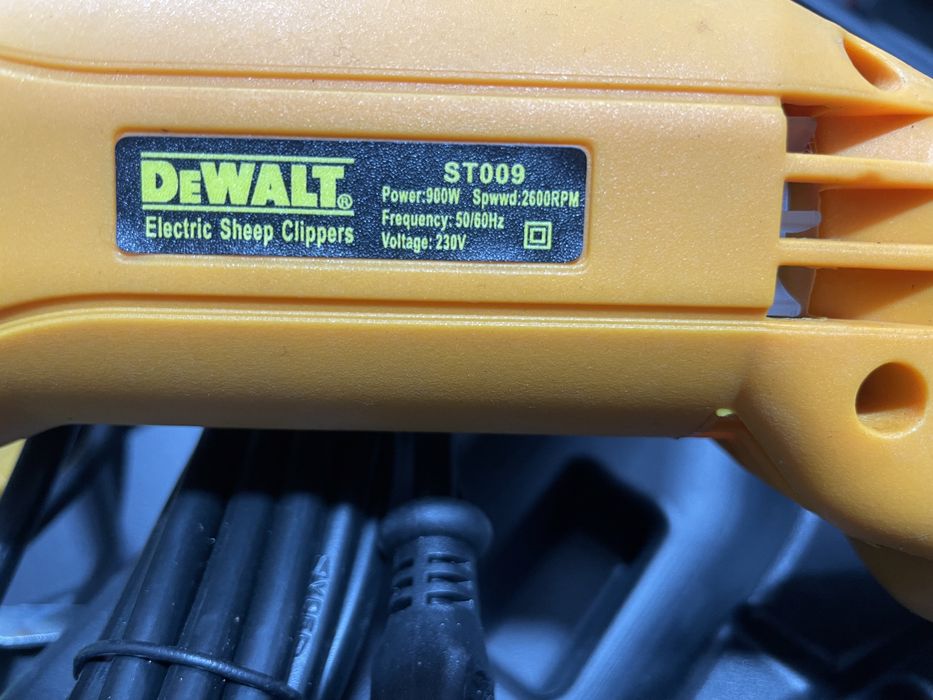 DEWALT®
Electric Sheep Clippers
ST009
Power:900W Spwwd:2600RPM
Frequency: 50/60Hz
Voltage: 230V